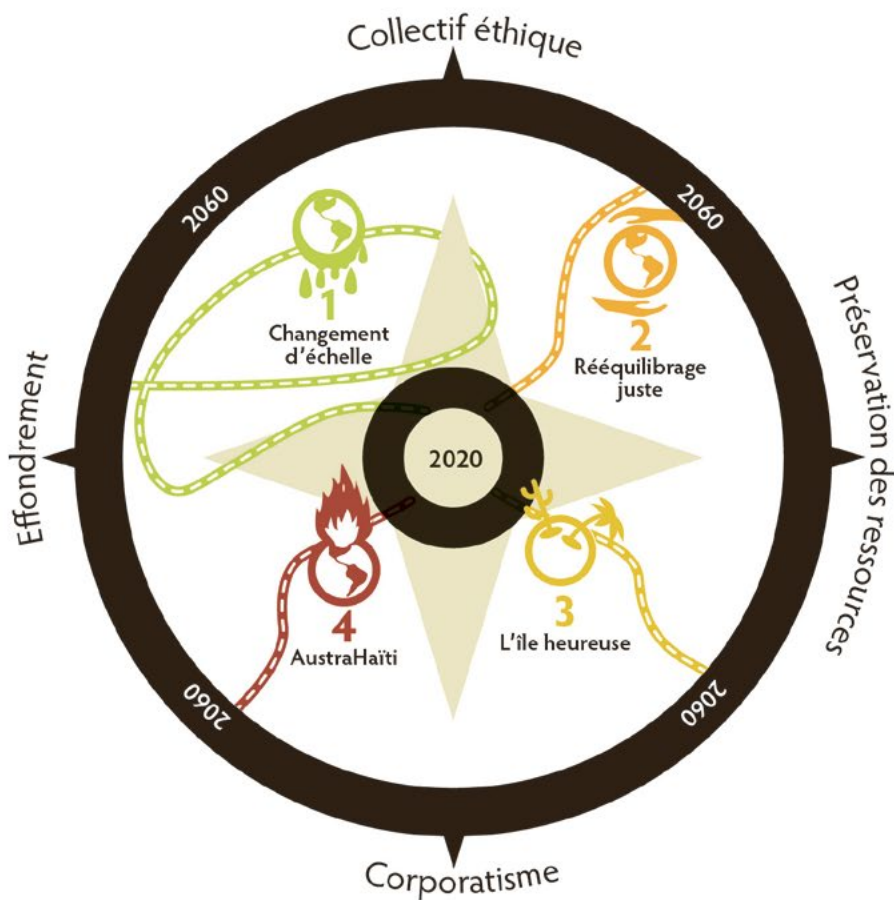 Collectif éthique
2060
2060
1
Changement
d'échelle
2
Rééquilibrage
juste
Effondrement
Préservation des ressources
2020
3
L'île heureuse
4
AustraHaïti
2060
2060
Corporatisme